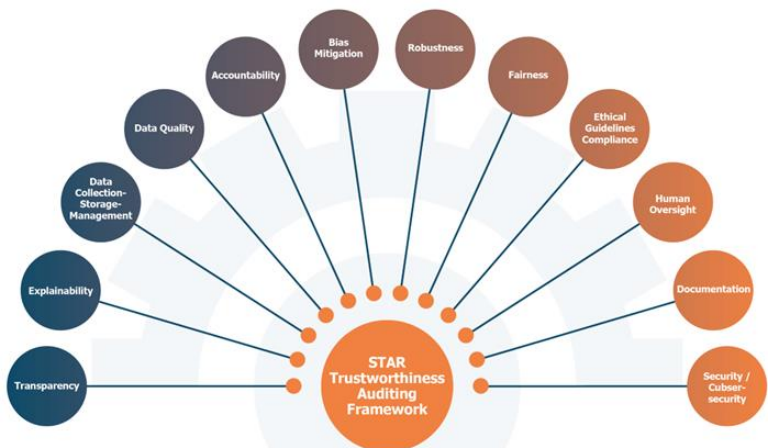 Transparency
Explainability
Data
Collection-
Storage-
Management
Data Quality
Accountability
Bias
Mitigation
Robustness
Fairness
Ethical
Guidelines
Compliance
Human
Oversight
Documentation
Security /
Cubser-
security
STAR
Trustworthiness
Auditing
Framework